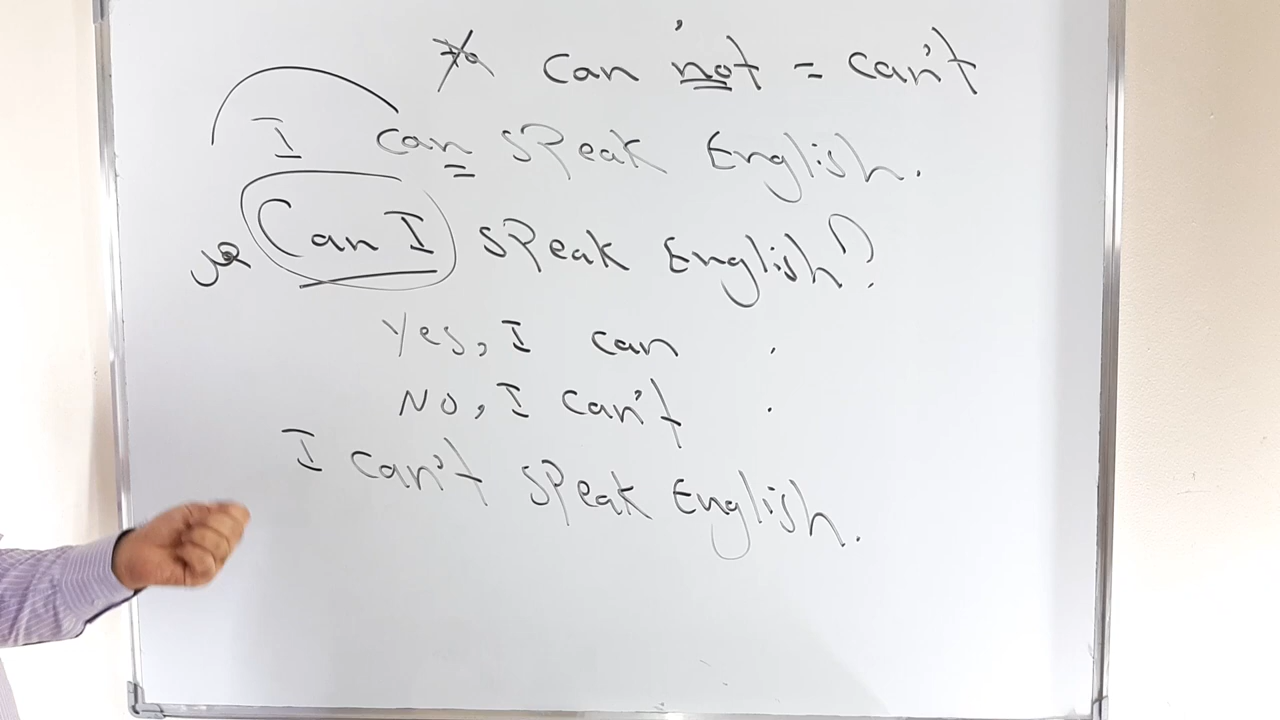 can not = can't
I can speak English.
Can I speak English?
Yes, I can .
No, I can't .
I can't speak English.